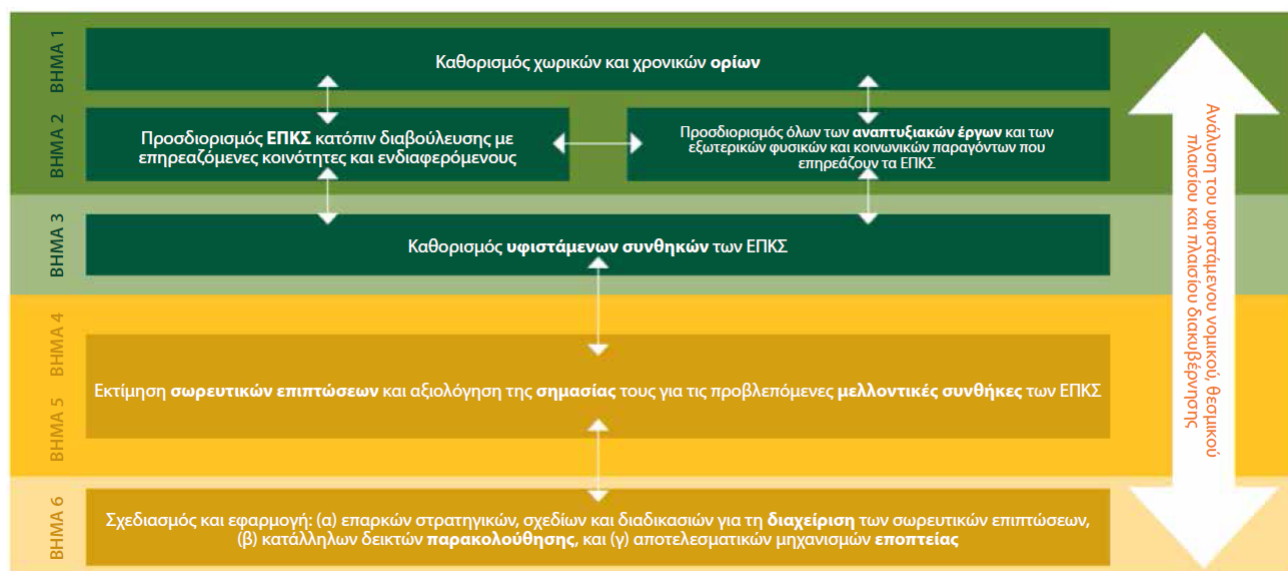 ΒΗΜΑ 1
Καθορισμός χωρικών και χρονικών ορίων
ΒΗΜΑ 2
Προσδιορισμός ΕΠΚΣ κατόπιν διαβούλευσης με
επηρεαζόμενες κοινότητες και ενδιαφερόμενους
Προσδιορισμός όλων των αναπτυξιακών έργων και των
εξωτερικών φυσικών και κοινωνικών παραγόντων που
επηρεάζουν τα ΕΠΚΣ
ΒΗΜΑ 3
Καθορισμός υφιστάμενων συνθηκών των ΕΠΚΣ
ΒΗΜΑ 4
ΒΗΜΑ 5
Εκτίμηση σωρευτικών επιπτώσεων και αξιολόγηση της σημασίας τους για τις προβλεπόμενες μελλοντικές συνθήκες των ΕΠΚΣ
ΒΗΜΑ 6
Σχεδιασμός και εφαρμογή: (α) επαρκών στρατηγικών, σχεδίων και διαδικασιών για τη διαχείριση των σωρευτικών επιπτώσεων,
(β) κατάλληλων δεικτών παρακολούθησης, και (γ) αποτελεσματικών μηχανισμών εποπτείας
Ανάλυση του υφιστάμενου νομικού, θεσμικού
πλαισίου και πλαισίου διακυβέρνησης